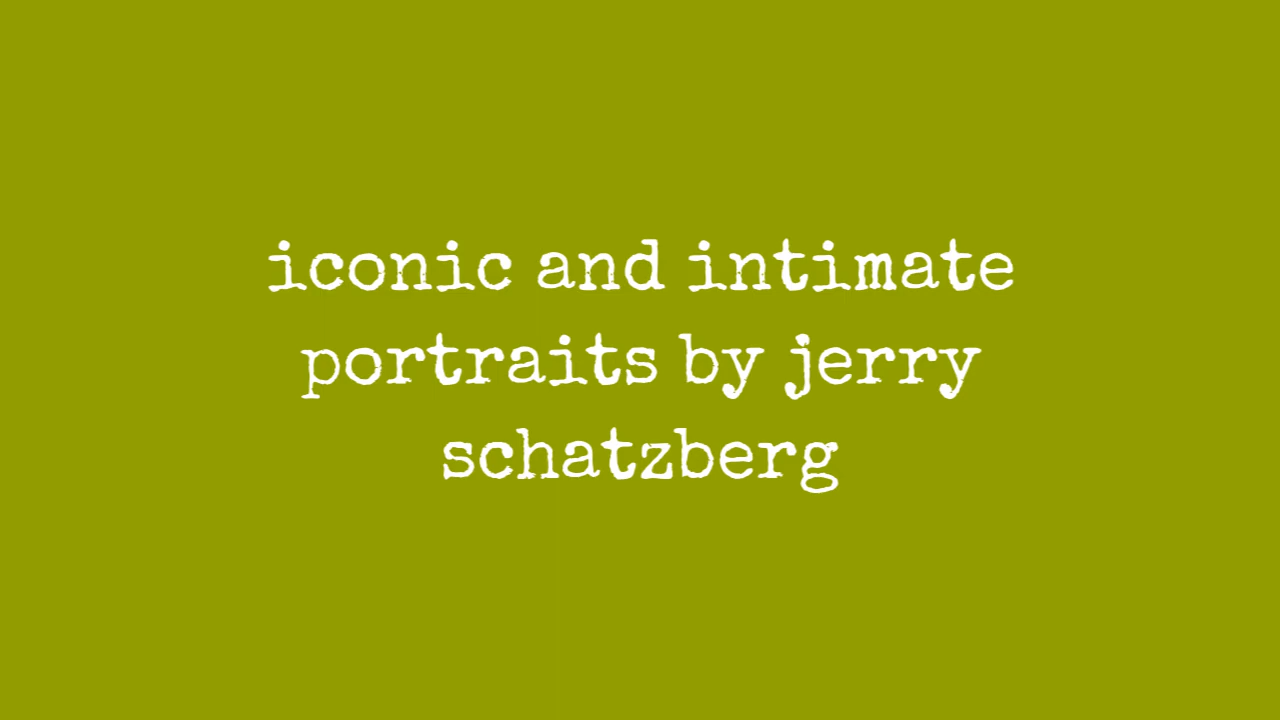 iconic and intimate
portraits by jerry
schatzberg